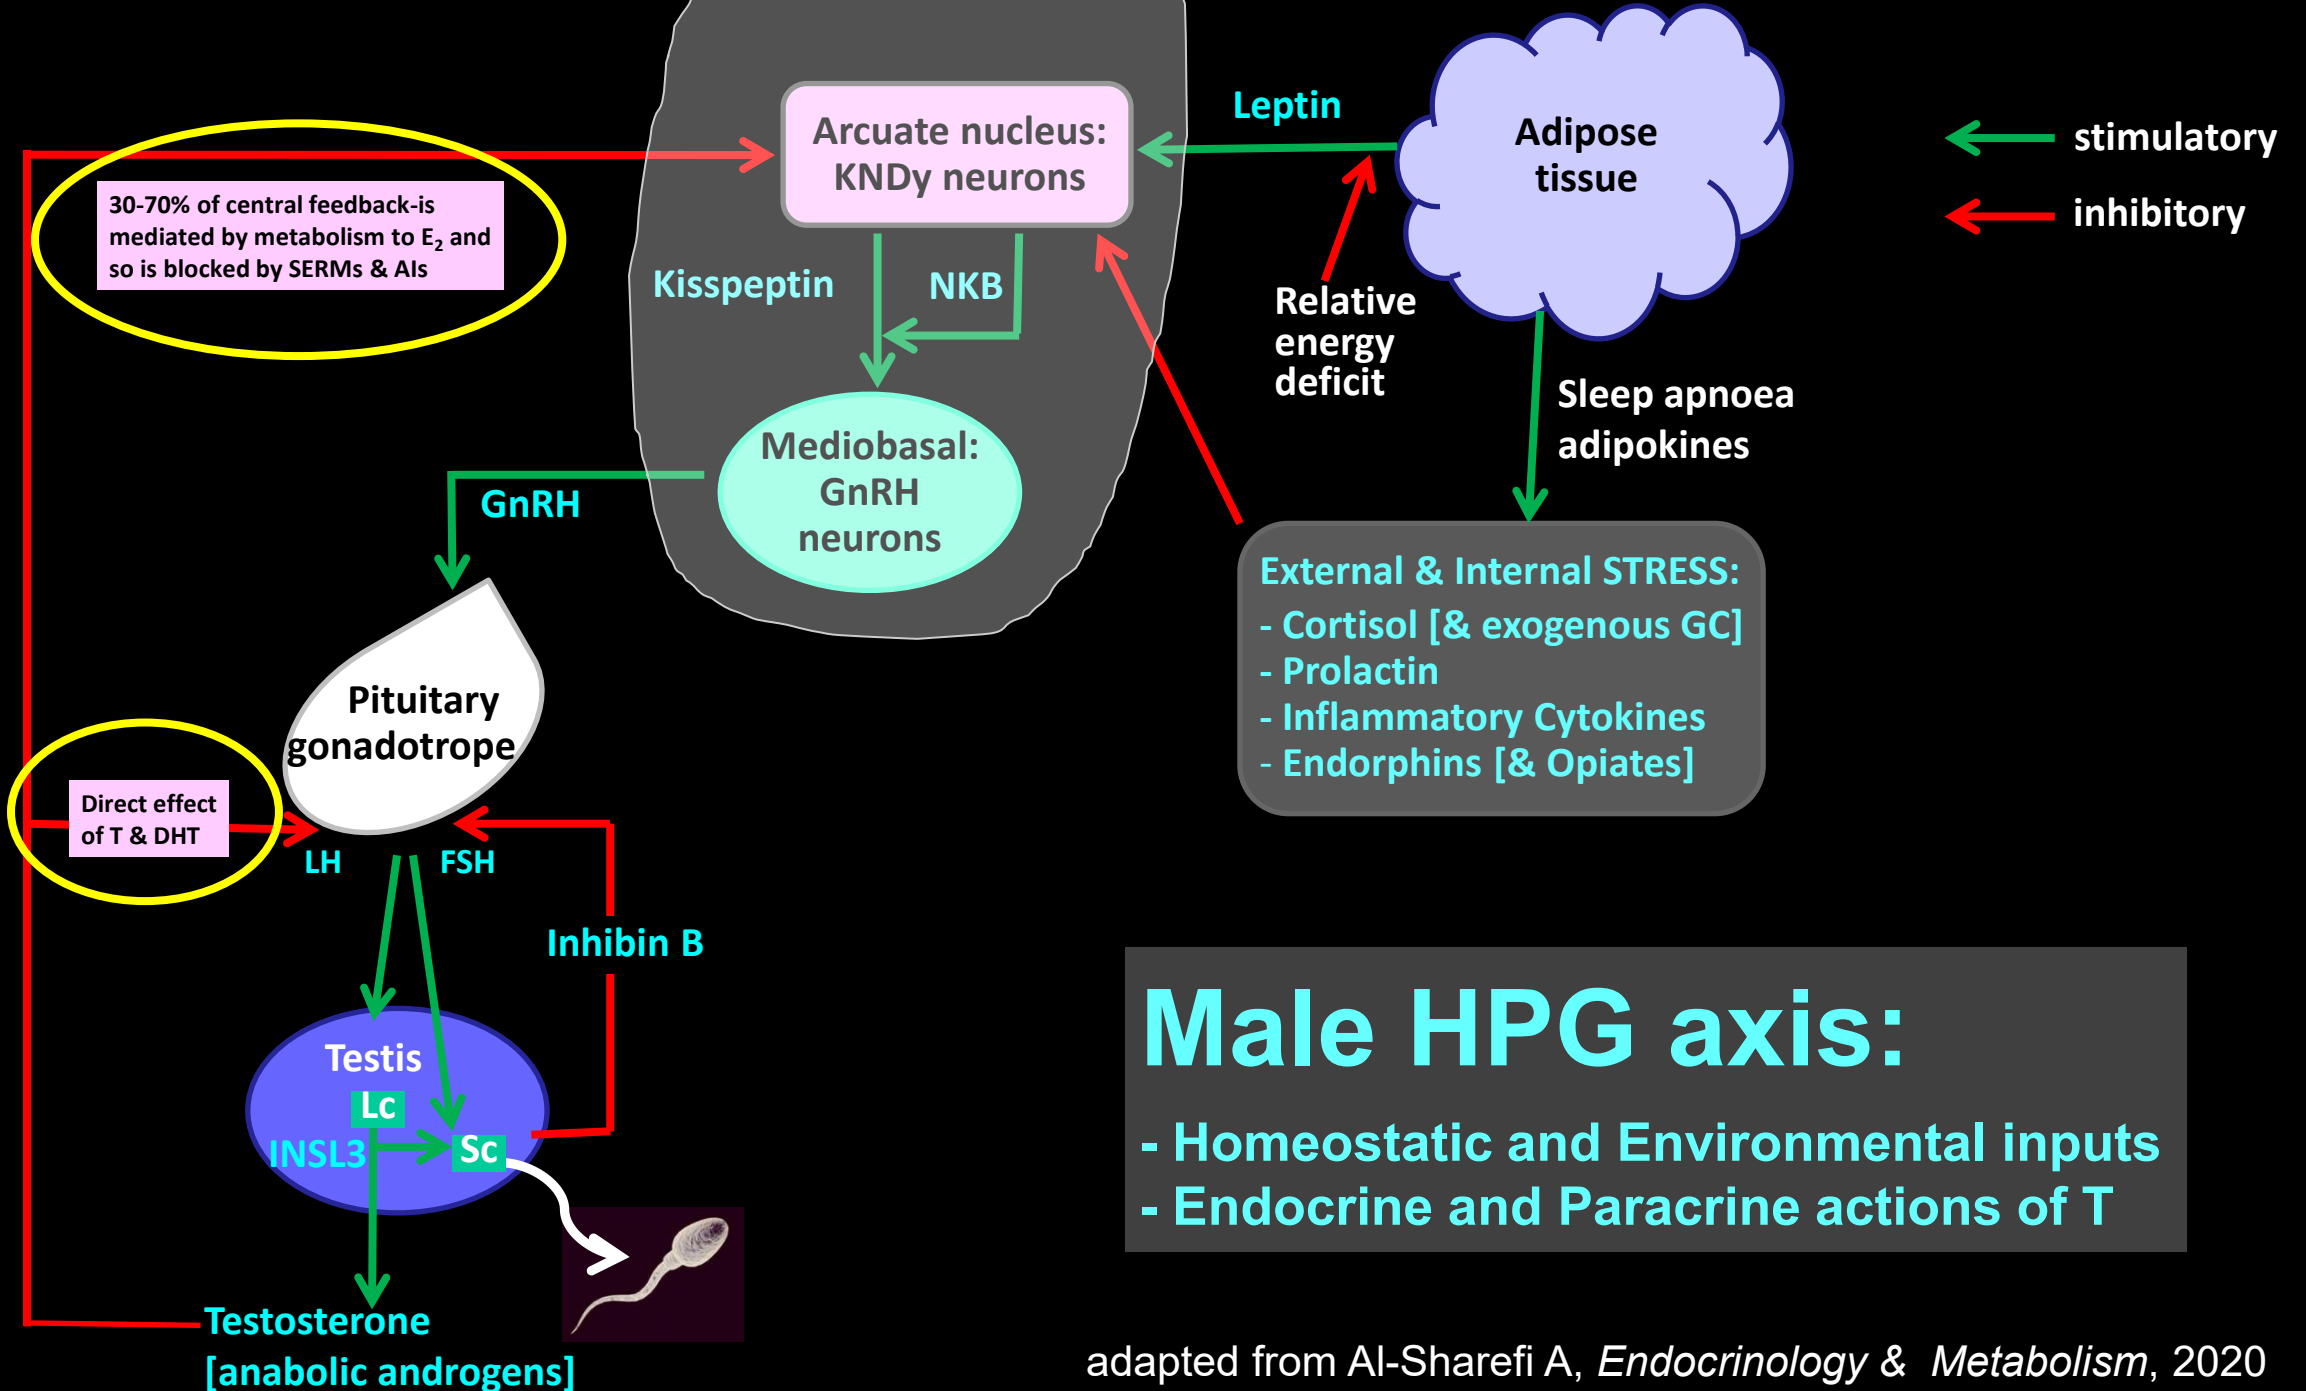 Arcuate nucleus:
KNDy neurons
Leptin
Adipose
tissue
stimulatory
inhibitory
30-70% of central feedback-is
mediated by metabolism to E₂ and
so is blocked by SERMs & AIs
Kisspeptin
NKB
Relative
energy
deficit
Sleep apnoea
adipokines
Mediobasal:
GnRH
neurons
GnRH
External & Internal STRESS:
- Cortisol [& exogenous GC]
- Prolactin
- Inflammatory Cytokines
- Endorphins [& Opiates]
Pituitary
gonadotrope
Direct effect
of T & DHT
LH
FSH
Inhibin B
Testis
Lc
INSL3
Sc
Testosterone
[anabolic androgens]
Male HPG axis:
- Homeostatic and Environmental inputs
- Endocrine and Paracrine actions of T
adapted from Al-Sharefi A, Endocrinology & Metabolism, 2020